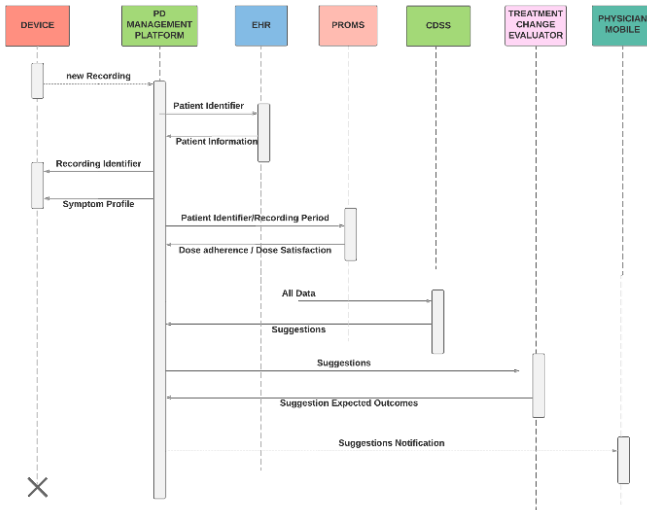 DEVICE
PD
MANAGEMENT
PLATFORM
EHR
PROMS
CDSS
TREATMENT
CHANGE
EVALUATOR
PHYSICIAN
MOBILE
new Recording
Patient Identifier
Patient Information
Recording Identifier
Symptom Profile
Patient Identifier/Recording Period
Dose adherence / Dose Satisfaction
All Data
Suggestions
Suggestions
Suggestion Expected Outcomes
Suggestions Notification